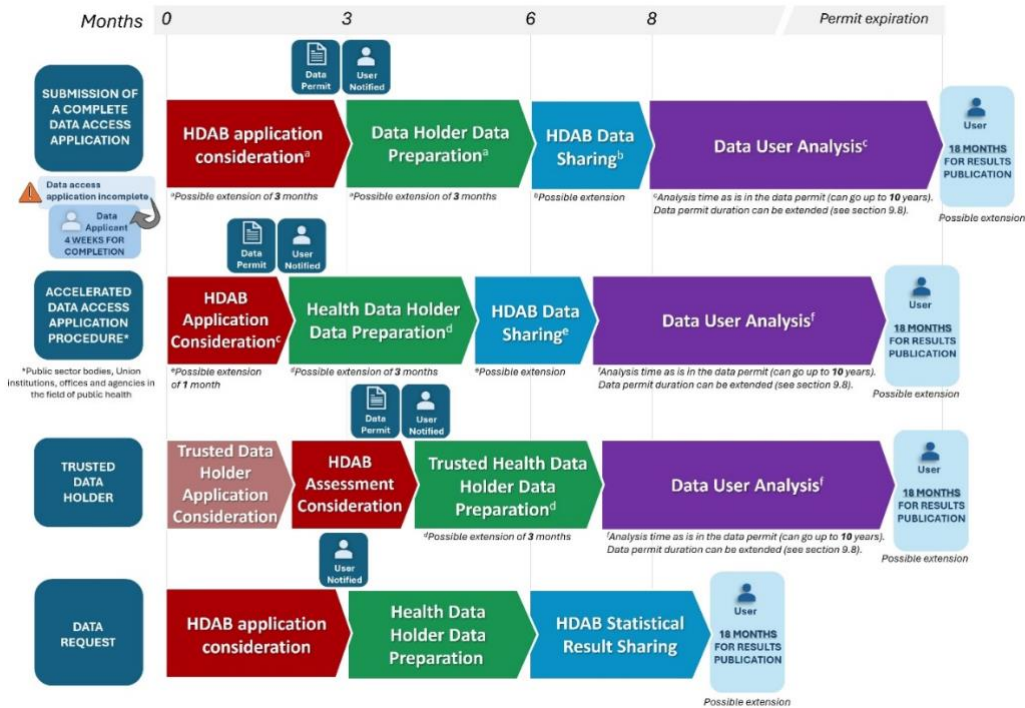 Months 0 3 6 8 Permit expiration
Data
Permit
User
Notified
SUBMISSION OF
A COMPLETE
DATA ACCESS
APPLICATION
HDAB application
considerationᵃ
Data Holder Data
Preparationᵃ
HDAB Data
Sharingᵇ
Data User Analysisᶜ
User
18 MONTHS
FOR RESULTS
PUBLICATION
ᵃPossible extension of 3 months
ᵃPossible extension of 3 months
ᵇPossible extension
ᶜAnalysis time as is in the data permit (can go up to 10 years).
Data permit duration can be extended (see section 9.8).
Possible extension
Data access
application incomplete
Data
Applicant
4 WEEKS FOR
COMPLETION
Data
Permit
User
Notified
ACCELERATED
DATA ACCESS
APPLICATION
PROCEDURE*
HDAB
Application
Considerationᶜ
Health Data Holder
Data Preparationᵈ
HDAB Data
Sharingᵉ
Data User Analysisᶠ
User
18 MONTHS
FOR RESULTS
PUBLICATION
*Public sector bodies, Union
institutions, offices and agencies in
the field of public health
ᵉPossible extension
of 1 month
ᵈPossible extension of 3 months
ᵉPossible extension
ᶠAnalysis time as is in the data permit (can go up to 10 years).
Data permit duration can be extended (see section 9.8).
Possible extension
Data
Permit
User
Notified
TRUSTED
DATA
HOLDER
Trusted Data
Holder
Application
Consideration
HDAB
Assessment
Consideration
Trusted Health Data
Holder Data
Preparationᵈ
Data User Analysisᶠ
User
18 MONTHS
FOR RESULTS
PUBLICATION
ᵈPossible extension of 3 months
ᶠAnalysis time as is in the data permit (can go up to 10 years).
Data permit duration can be extended (see section 9.8).
Possible extension
User
Notified
DATA
REQUEST
HDAB application
consideration
Health Data
Holder Data
Preparation
HDAB Statistical
Result Sharing
User
18 MONTHS
FOR RESULTS
PUBLICATION
Possible extension